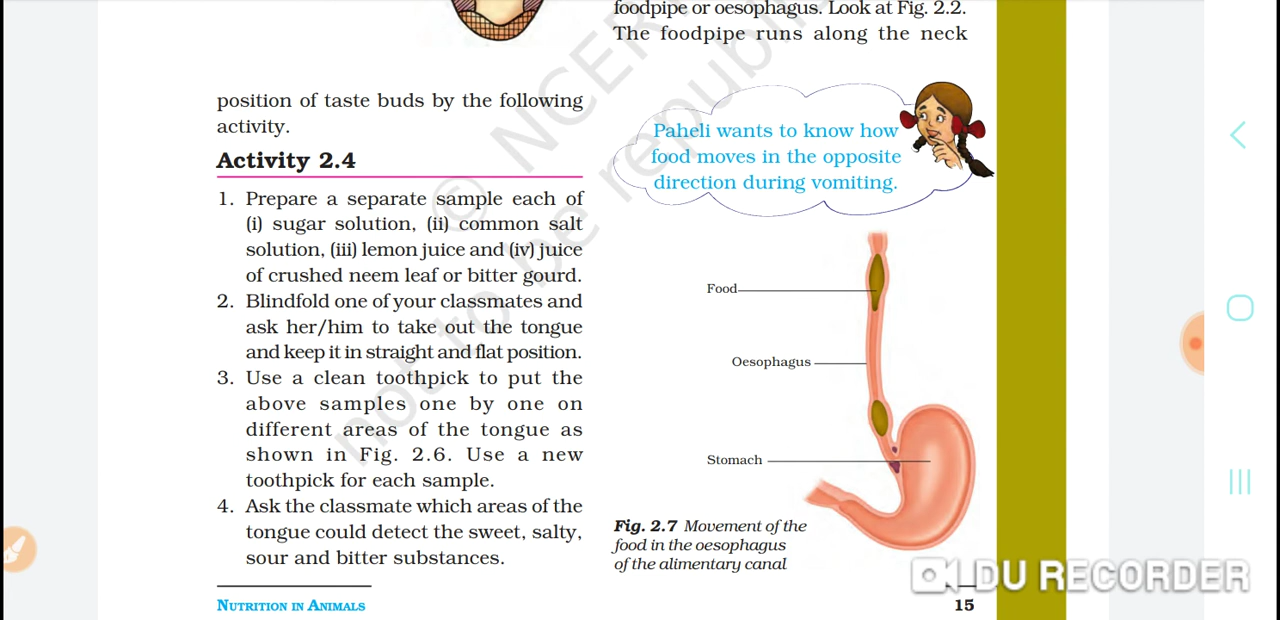 foodpipe or oesophagus. Look at Fig. 2.2.
The foodpipe runs along the neck
position of taste buds by the following
activity.
Activity 2.4
1. Prepare a separate sample each of
(i) sugar solution, (ii) common salt
solution, (iii) lemon juice and (iv) juice
of crushed neem leaf or bitter gourd.
2. Blindfold one of your classmates and
ask her/him to take out the tongue
and keep it in straight and flat position.
3. Use a clean toothpick to put the
above samples one by one on
different areas of the tongue as
shown in Fig. 2.6. Use a new
toothpick for each sample.
4. Ask the classmate which areas of the
tongue could detect the sweet, salty,
sour and bitter substances.
Paheli wants to know how
food moves in the opposite
direction during vomiting.
Food
Oesophagus
Stomach
Fig. 2.7 Movement of the
food in the oesophagus
of the alimentary canal
NUTRITION IN ANIMALS
15
© NCER
not to be republi
DU RECORDER